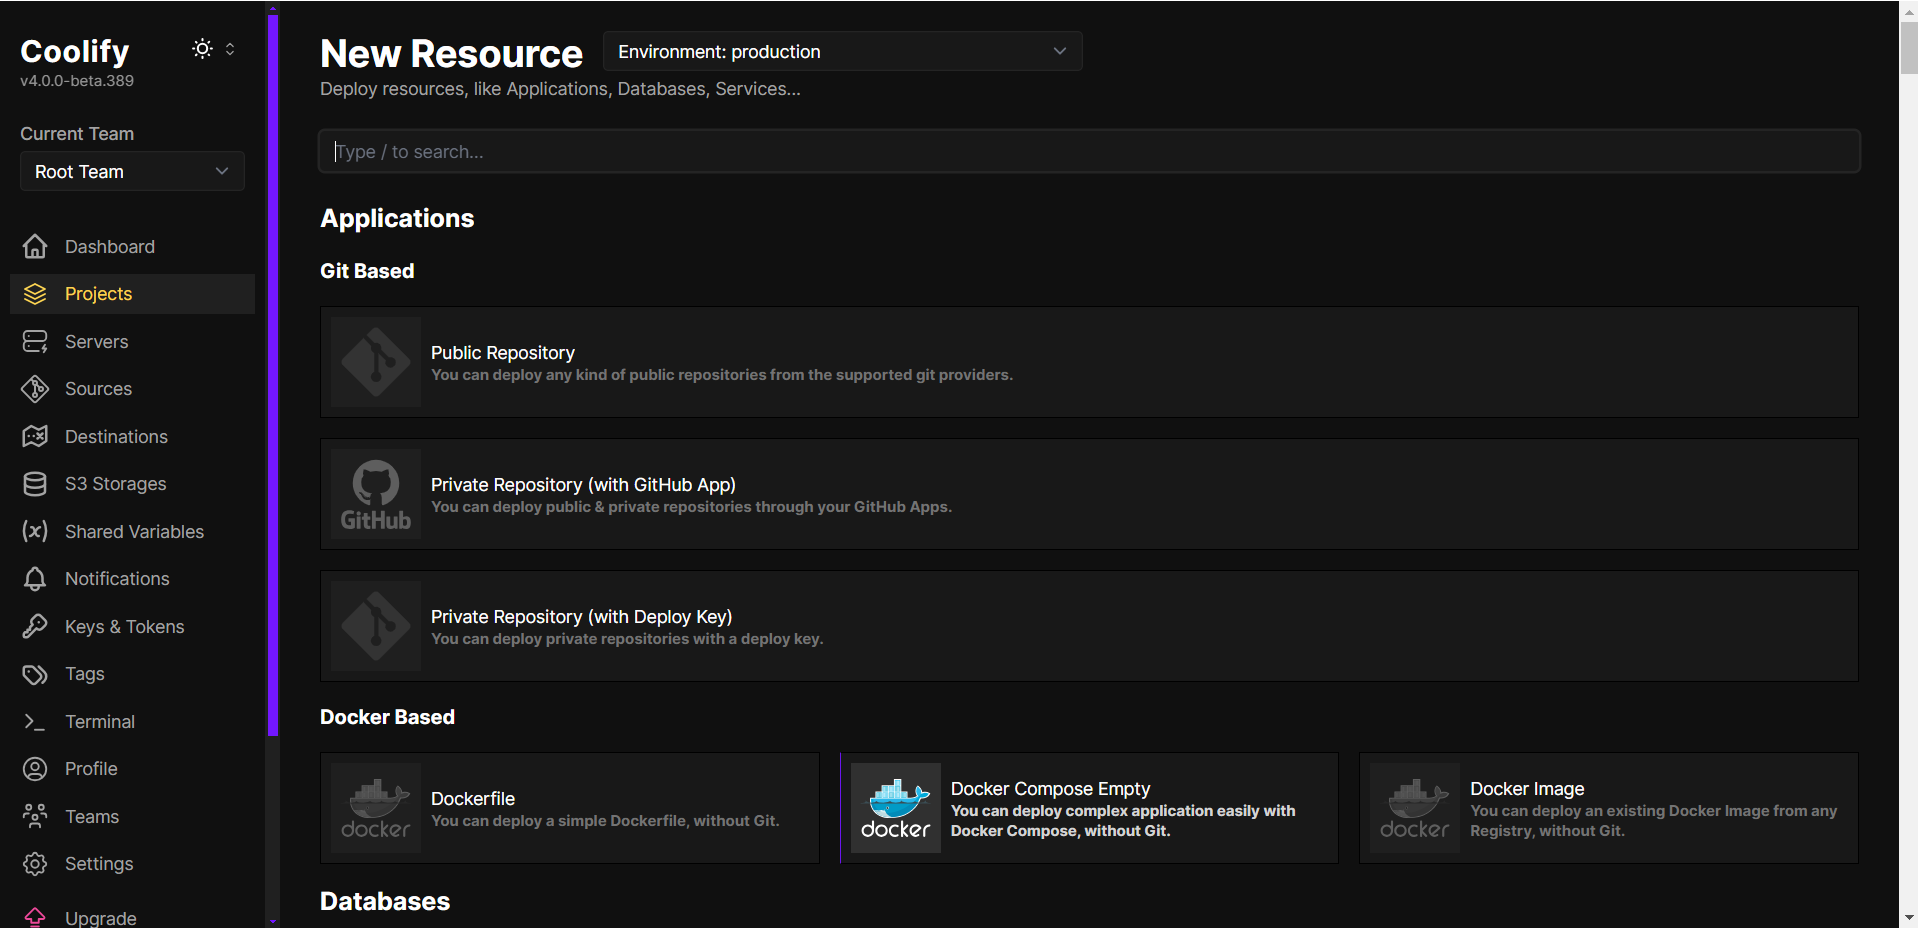 Coolify
v4.0.0-beta.389
Current Team
Root Team
Dashboard
Projects
Servers
Sources
Destinations
S3 Storages
Shared Variables
Notifications
Keys & Tokens
Tags
Terminal
Profile
Teams
Settings
Upgrade
New Resource
Environment: production
Deploy resources, like Applications, Databases, Services...
Type / to search...
Applications
Git Based
Public Repository
You can deploy any kind of public repositories from the supported git providers.
GitHub
Private Repository (with GitHub App)
You can deploy public & private repositories through your GitHub Apps.
Private Repository (with Deploy Key)
You can deploy private repositories with a deploy key.
Docker Based
docker
Dockerfile
You can deploy a simple Dockerfile, without Git.
docker
Docker Compose Empty
You can deploy complex application easily with
Docker Compose, without Git.
docker
Docker Image
You can deploy an existing Docker Image from any
Registry, without Git.
Databases